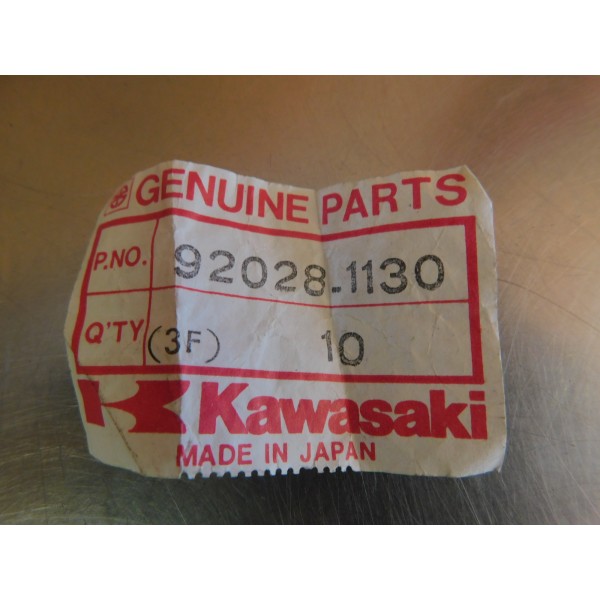 GENUINE PARTS
P.NO. 92028-1130
Q'TY (3F) 10
Kawasaki
MADE IN JAPAN